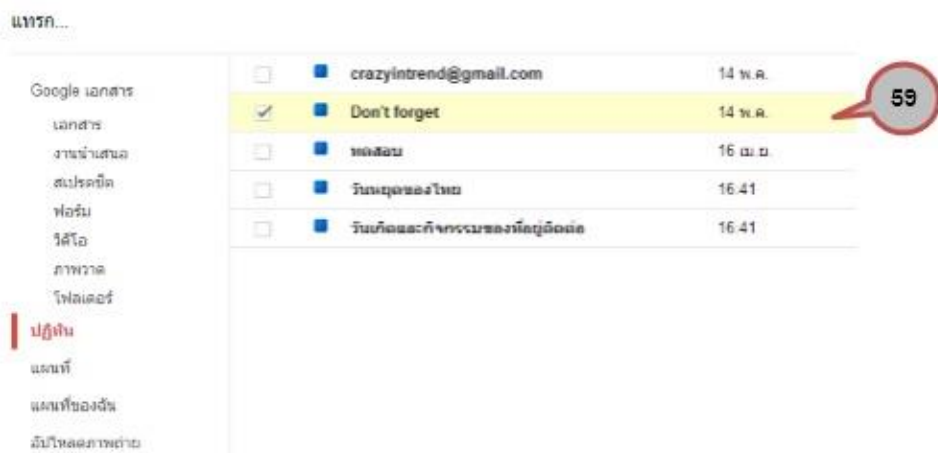 แทรก...
Google เอกสาร
เอกสาร
งานนำเสนอ
สเปรดชีต
ฟอร์ม
วิดีโอ
ภาพวาด
โฟลเดอร์
ปฏิทิน
แผนที่
แผนที่ของฉัน
อัปโหลดภาพถ่าย
crazyintrend@gmail.com 14 พ.ค.
Don't forget 14 พ.ค.
ทดสอบ 16 เม.ย.
วันหยุดของไทย 16:41
วันเกิดและกิจกรรมของที่อยู่ติดต่อ 16:41
59